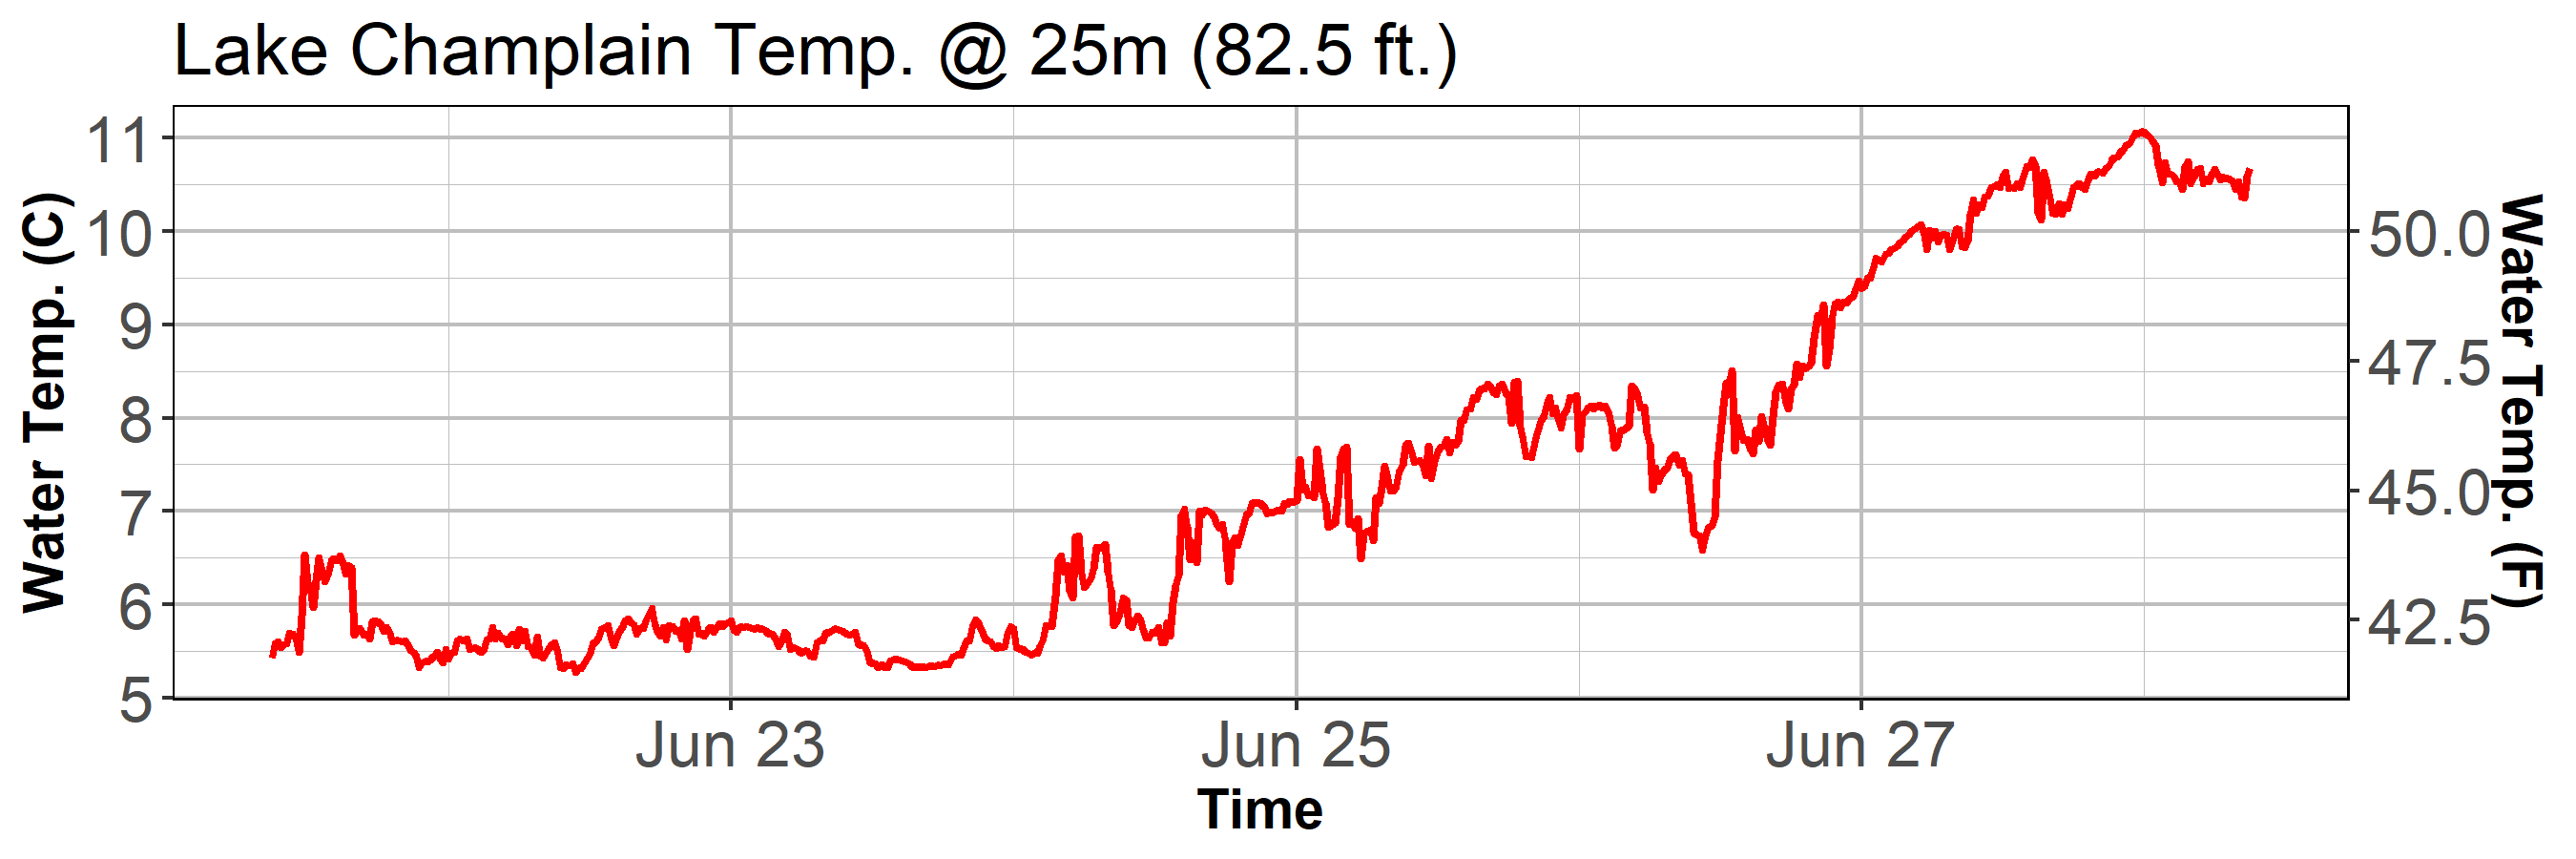 Lake Champlain Temp. @ 25m (82.5 ft.)
Water Temp. (C)
11
10
9
8
7
6
5
50.0
47.5
45.0
42.5
Water Temp. (F)
Jun 23
Jun 25
Jun 27
Time